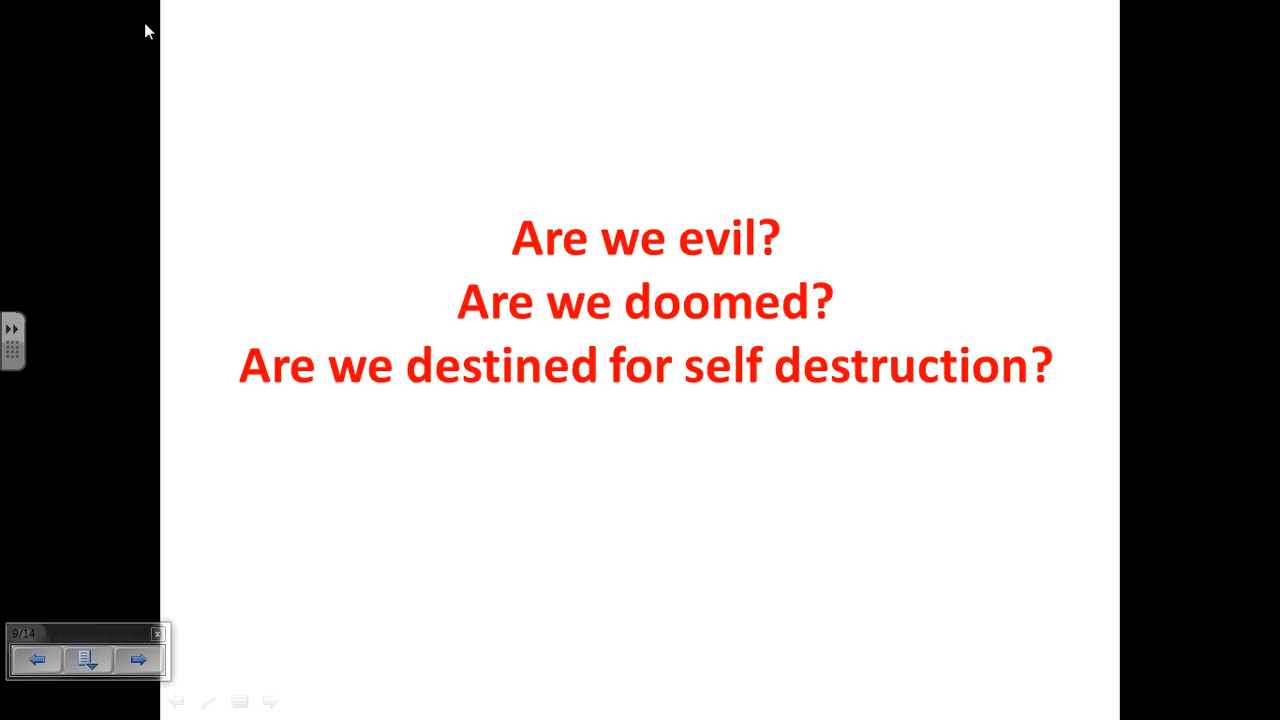 Are we evil?
Are we doomed?
Are we destined for self destruction?
9/14
x